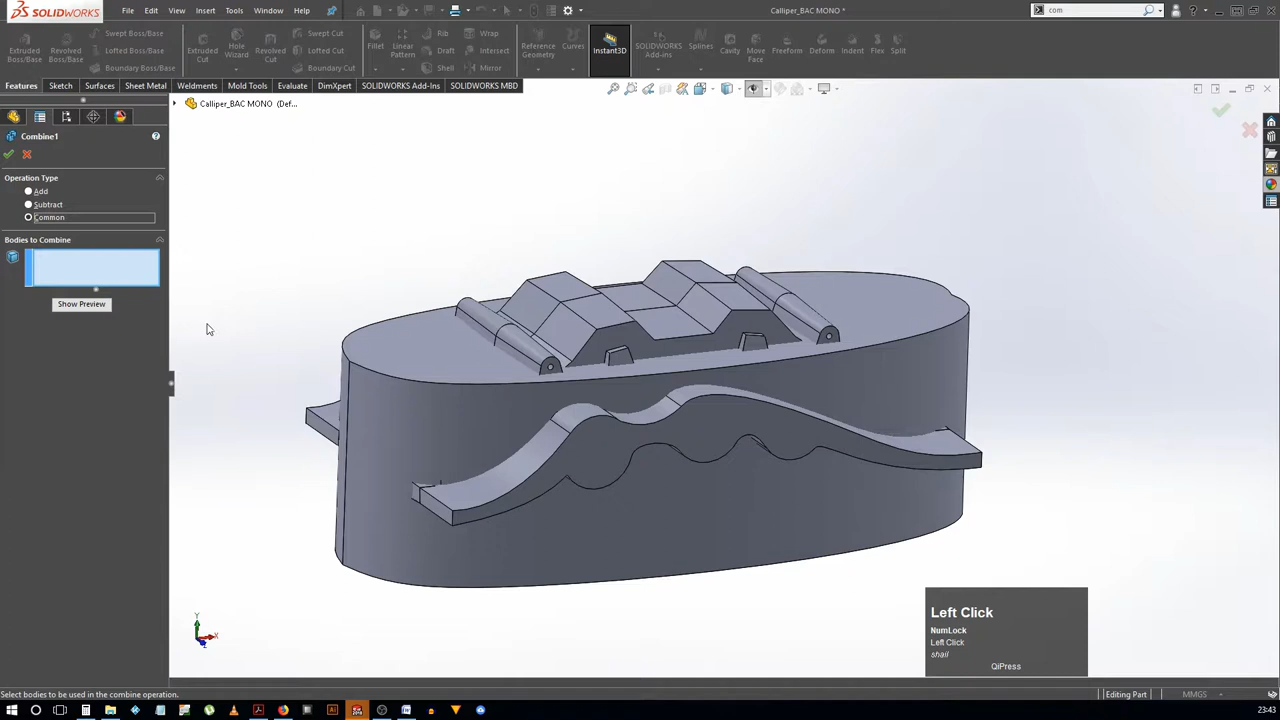 SOLIDWORKS
File Edit View Insert Tools Window Help
Calliper_BAC MONO *
com
Extruded Boss/Base
Revolved Boss/Base
Swept Boss/Base
Lofted Boss/Base
Boundary Boss/Base
Extruded Cut
Hole Wizard
Revolved Cut
Swept Cut
Lofted Cut
Boundary Cut
Fillet
Linear Pattern
Rib
Draft
Shell
Wrap
Intersect
Mirror
Reference Geometry
Curves
Instant3D
SOLIDWORKS Add-Ins
Splines
Cavity
Move Face
Freeform
Deform
Indent
Flex
Split
Features Sketch Surfaces Sheet Metal Weldments Mold Tools Evaluate DimXpert SOLIDWORKS Add-Ins SOLIDWORKS MBD
Calliper_BAC MONO (Def...
Combine1
Operation Type
Add
Subtract
Common
Bodies to Combine
Show Preview
Y
X
Z
Left Click
NumLock
Left Click
shail
QiPress
Select bodies to be used in the combine operation.
Editing Part
MMGS
23:43